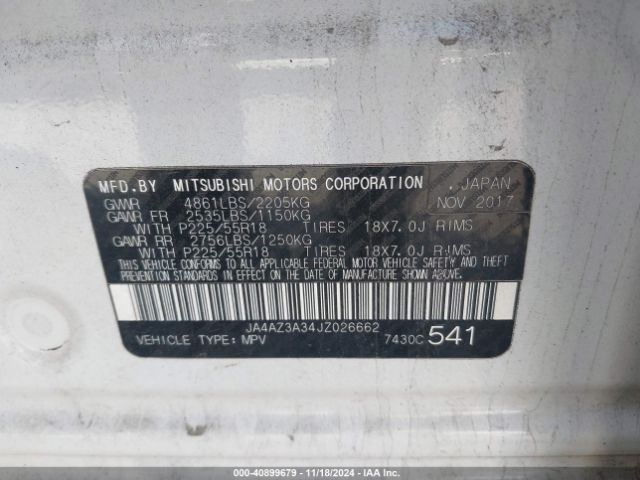 MFD.BY MITSUBISHI MOTORS CORPORATION , JAPAN
GVWR 4861LBS/2205KG NOV 2017
GAWR FR 2535LBS/1150KG
WITH P225/55R18 TIRES 18X7.0J RIMS
GAWR RR 2756LBS/1250KG
WITH P225/55R18 TIRES 18X7.0J RIMS
THIS VEHICLE CONFORMS TO ALL APPLICABLE FEDERAL MOTOR VEHICLE SAFETY AND THEFT
PREVENTION STANDARDS IN EFFECT ON THE DATE OF MANUFACTURE SHOWN ABOVE.
JA4AZ3A34JZ026662
VEHICLE TYPE: MPV 7430C 541
000-40899679 - 11/18/2024 - IAA Inc.